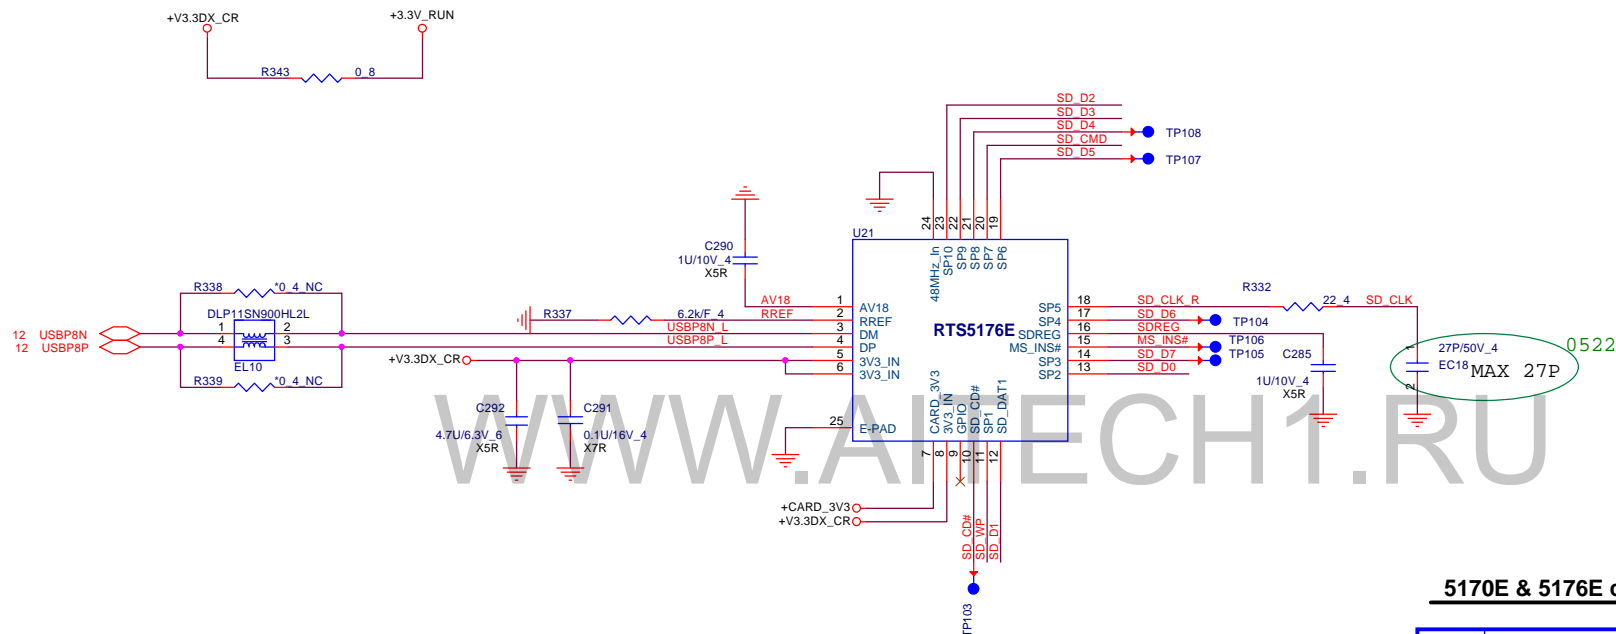 +V3.3DX_CR
+3.3V_RUN
R343
0_8
SD_D2
SD_D3
SD_D4
TP108
SD_CMD
SD_D5
TP107
24
23
22
21
20
19
U21
48MHz_In
SP10
SP9
SP8
SP7
SP6
C290
1U/10V_4
X5R
R338
*0_4_NC
DLP11SN900HL2L
12 USBP8N
1
2
12 USBP8P
4
3
EL10
R339
*0_4_NC
AV18
1
AV18
R337
6.2k/F_4
RREF
2
RREF
USBP8N_L
3
DM
USBP8P_L
4
DP
+V3.3DX_CR
5
3V3_IN
6
3V3_IN
25
E-PAD
RTS5176E
SP5
18
SD_CLK_R
R332
22_4
SD_CLK
SP4
17
SD_D6
TP104
SDREG
16
SDREG
MS_INS#
15
MS_INS#
TP106
SP3
14
SD_D7
TP105
SP2
13
SD_D0
C285
1U/10V_4
X5R
1
27P/50V_4
EC18
MAX 27P
2
0522
C292
4.7U/6.3V_6
X5R
C291
0.1U/16V_4
X7R
CARD_3V3
3V3_IN
GPIO
SD_CD#
SP1
SD_DAT1
7
8
9
10
11
12
WWW.AITECH1.RU
+CARD_3V3
+V3.3DX_CR
SD_CD#
SD_WP
SD_D1
TP103
5170E & 5176E